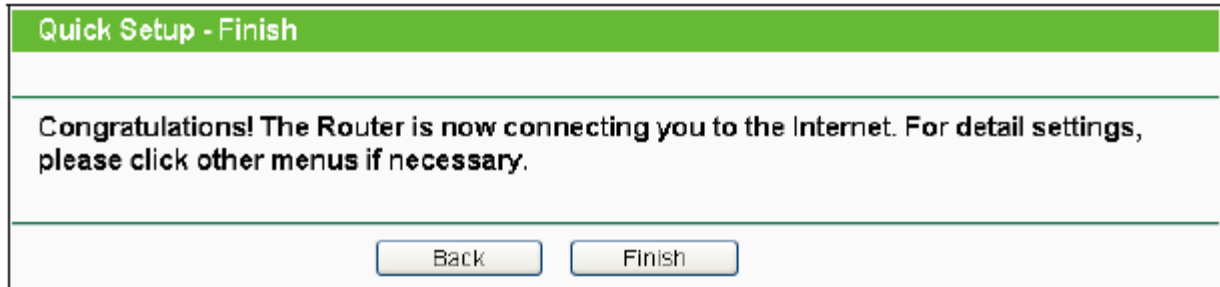 Quick Setup - Finish
Congratulations! The Router is now connecting you to the Internet. For detail settings,
please click other menus if necessary.
Back Finish